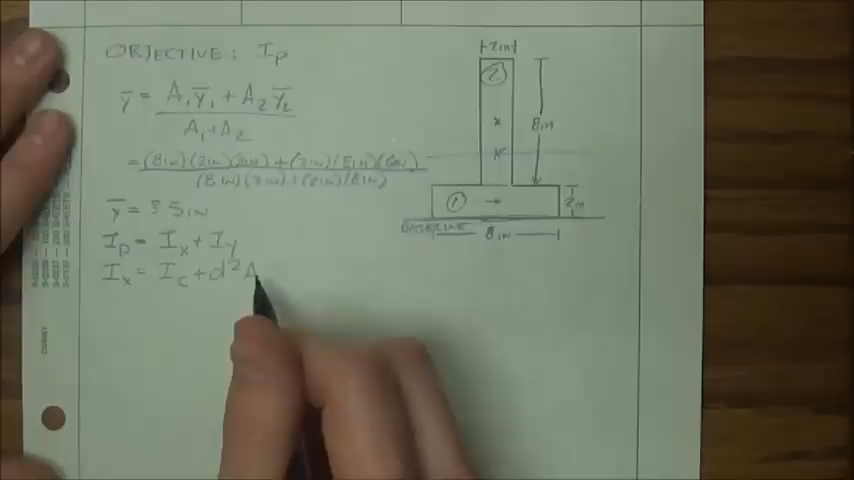 OBJECTIVE: Ip
ȳ = A₁ȳ₁ + A₂ȳ₂
A₁+A₂
= (8IN)(2IN)(1IN)+(2IN)(8IN)(6IN)
(8IN)(2IN)+(2IN)(8IN)
ȳ = 3.5IN
Ip = Ix + Iy
Ix = Ic + d²A
2IN
2
8IN
1
2IN
BASELINE
8IN